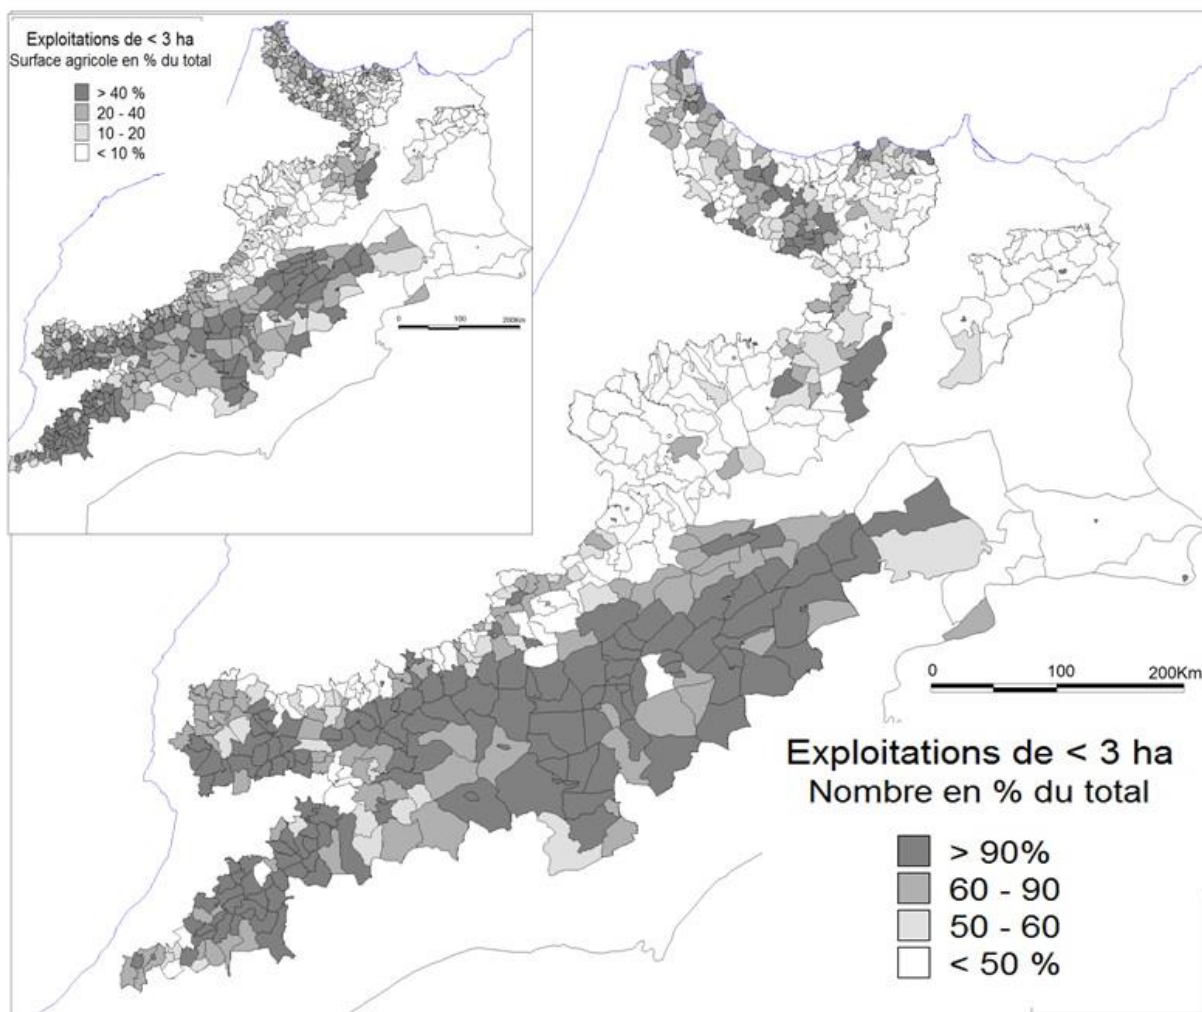 Exploitations de < 3 ha
Surface agricole en % du total
> 40 %
20 - 40
10 - 20
< 10 %
0 100 200Km
0 100 200Km
Exploitations de < 3 ha
Nombre en % du total
> 90%
60 - 90
50 - 60
< 50 %